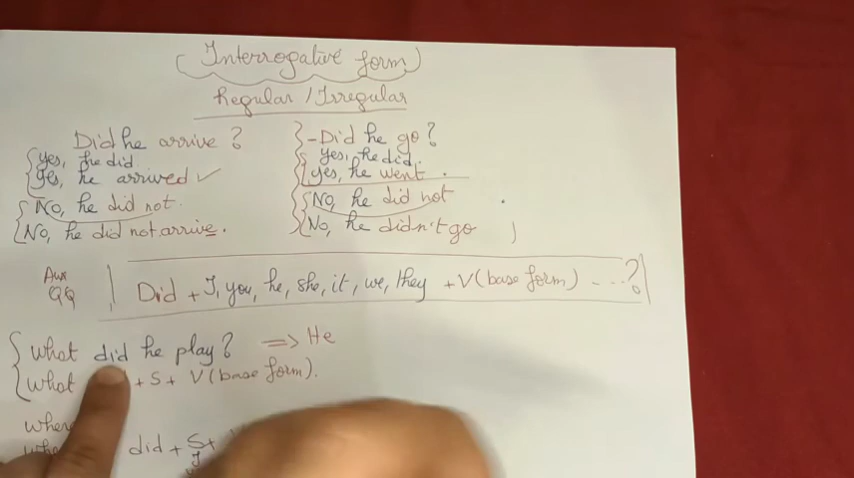 Interrogative form
Regular / Irregular
Did he arrive ?
yes, he did
yes, he arrived ✓
No, he did not.
No, he did not arrive.
- Did he go ?
yes, he did.
yes, he went.
No, he did not
No, he didn't go
Aux
QQ
Did + I, you, he, she, it, we, they + V (base form) - ...?
what did he play ? => He
what + S + V (base form).
did + S +
I